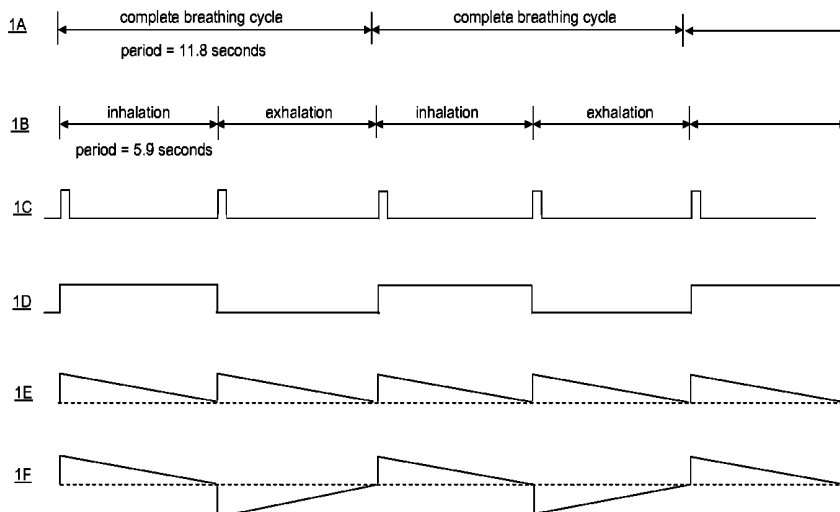 complete breathing cycle complete breathing cycle
1A
period = 11.8 seconds
inhalation exhalation inhalation exhalation
1B
period = 5.9 seconds
1C
1D
1E
1F